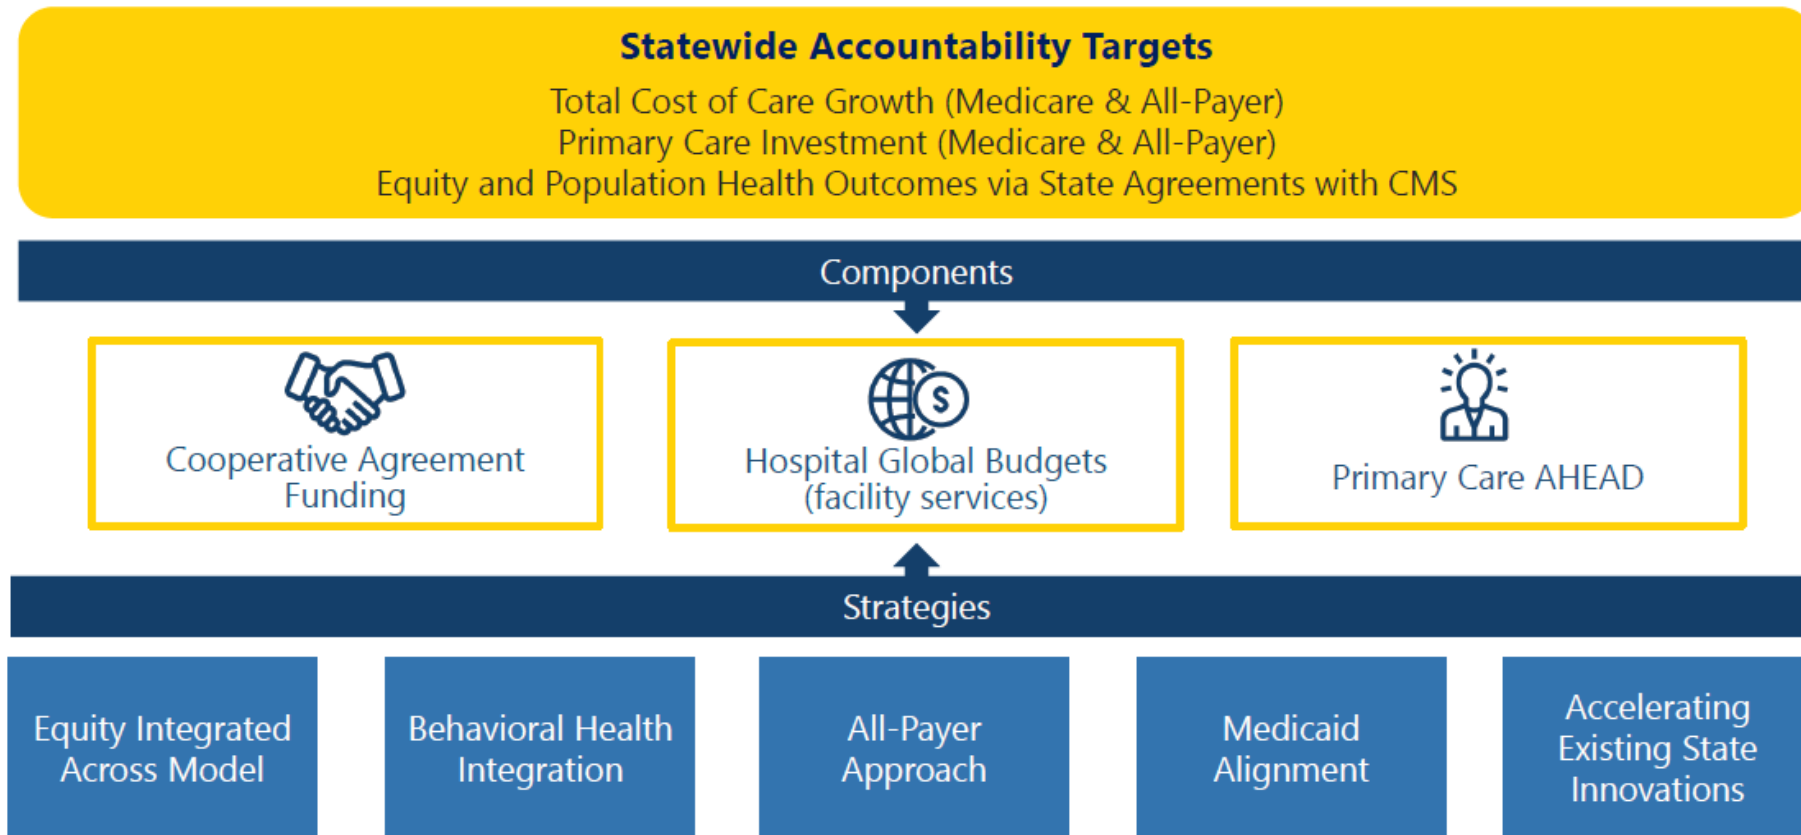 Statewide Accountability Targets
Total Cost of Care Growth (Medicare & All-Payer)
Primary Care Investment (Medicare & All-Payer)
Equity and Population Health Outcomes via State Agreements with CMS
Components
Cooperative Agreement
Funding
$
Hospital Global Budgets
(facility services)
Primary Care AHEAD
Strategies
Equity Integrated
Across Model
Behavioral Health
Integration
All-Payer
Approach
Medicaid
Alignment
Accelerating
Existing State
Innovations